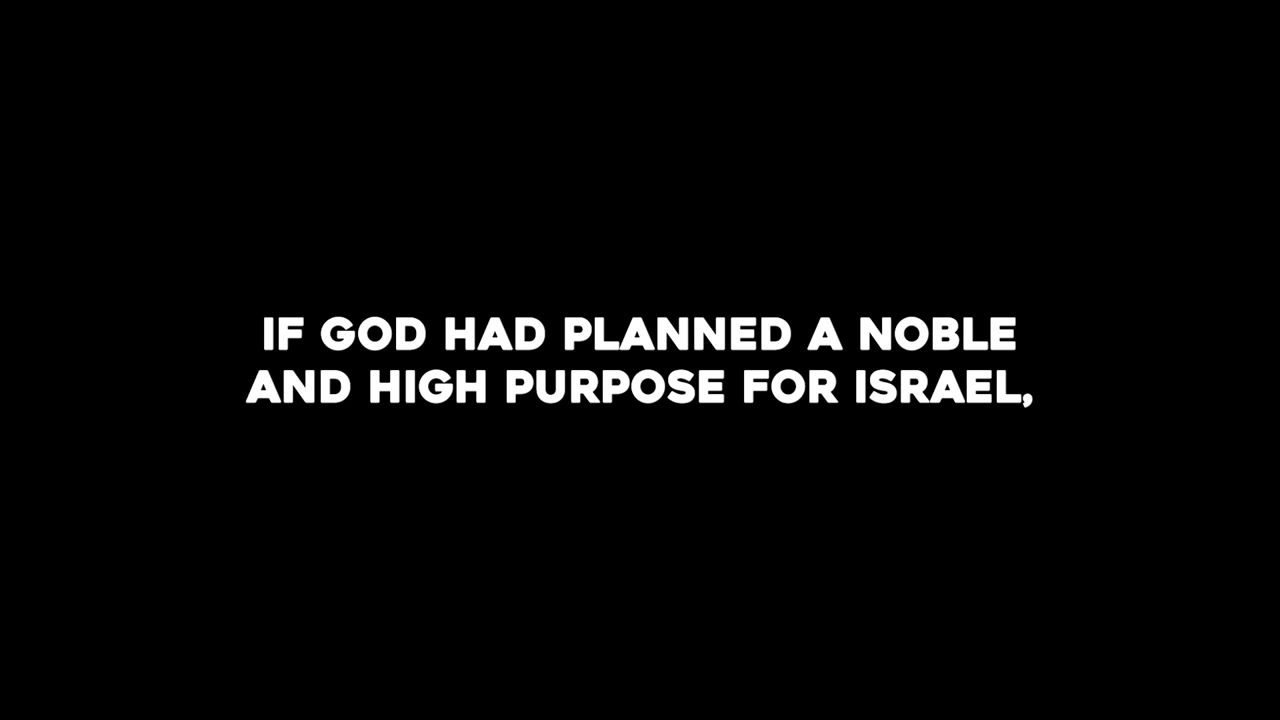 IF GOD HAD PLANNED A NOBLE
AND HIGH PURPOSE FOR ISRAEL,